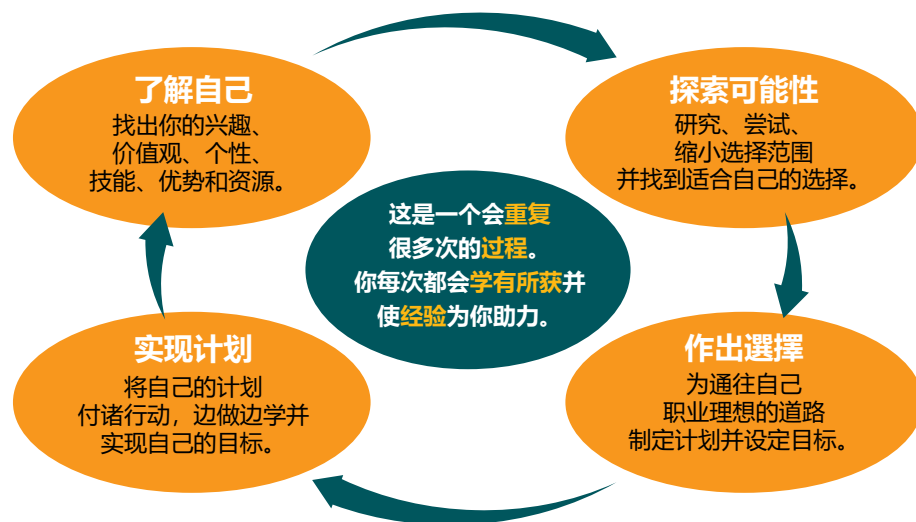 了解自己
找出你的兴趣、
价值观、个性、
技能、优势和资源。
探索可能性
研究、尝试、
缩小选择范围
并找到适合自己的选择。
这是一个会重复
很多次的过程。
你每次都会学有所获并
使经验为你助力。
作出選擇
为通往自己
职业理想的道路
制定计划并设定目标。
实现计划
将自己的计划
付诸行动，边做边学并
实现自己的目标。